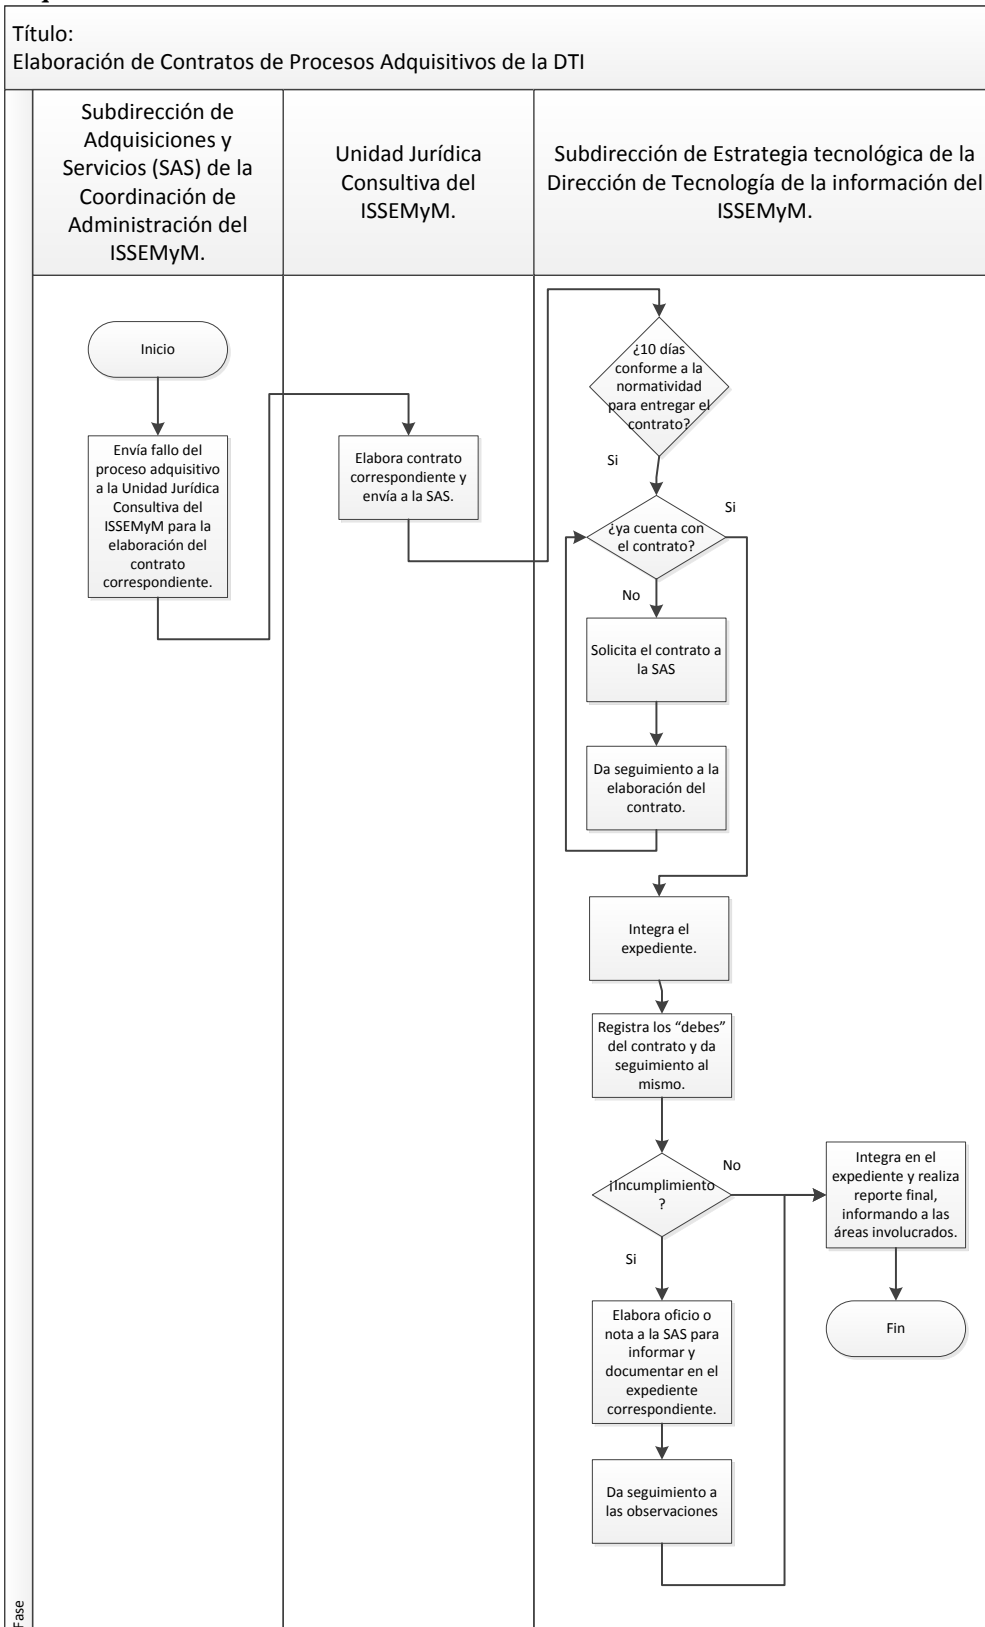 Título:
Elaboración de Contratos de Procesos Adquisitivos de la DTI
Subdirección de
Adquisiciones y
Servicios (SAS) de la
Coordinación de
Administración del
ISSEMyM.
Unidad Jurídica
Consultiva del
ISSEMyM.
Subdirección de Estrategia tecnológica de la
Dirección de Tecnología de la información del
ISSEMyM.
Inicio
Envía fallo del
proceso adquisitivo
a la Unidad Jurídica
Consultiva del
ISSEMyM para la
elaboración del
contrato
correspondiente.
Elabora contrato
correspondiente y
envía a la SAS.
¿10 días
conforme a la
normatividad
para entregar el
contrato?
Si
¿ya cuenta con
el contrato?
Si
No
Solicita el contrato a
la SAS
Da seguimiento a la
elaboración del
contrato.
Integra el
expediente.
Registra los “debes”
del contrato y da
seguimiento al
mismo.
¡Incumplimiento
?
No
Si
Integra en el
expediente y realiza
reporte final,
informando a las
áreas involucrados.
Fin
Elabora oficio o
nota a la SAS para
informar y
documentar en el
expediente
correspondiente.
Da seguimiento a
las observaciones
Fase